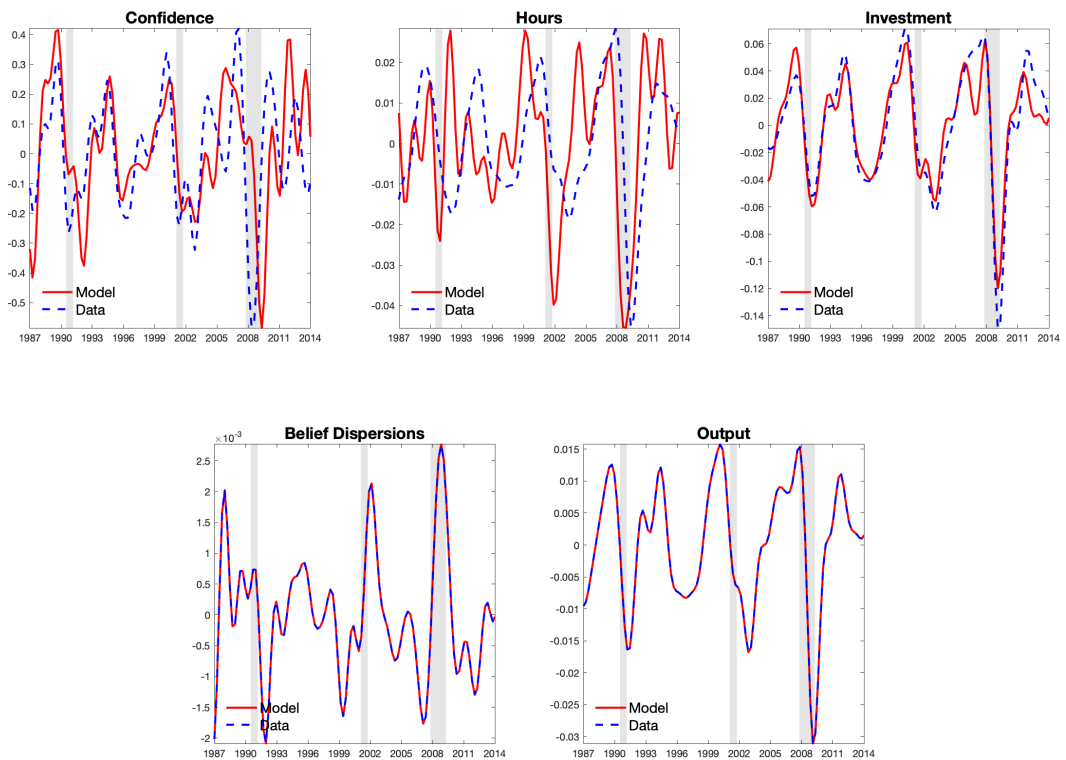 Confidence
0.4
0.3
0.2
0.1
0
-0.1
-0.2
-0.3
-0.4
-0.5
Model
Data
1987 1990 1993 1996 1999 2002 2005 2008 2011 2014
Hours
0.02
0.01
0
-0.01
-0.02
-0.03
-0.04
Model
Data
1987 1990 1993 1996 1999 2002 2005 2008 2011 2014
Investment
0.06
0.04
0.02
0
-0.02
-0.04
-0.06
-0.08
-0.1
-0.12
-0.14
Model
Data
1987 1990 1993 1996 1999 2002 2005 2008 2011 2014
Belief Dispersions
×10⁻³
2.5
2
1.5
1
0.5
0
-0.5
-1
-1.5
-2
Model
Data
1987 1990 1993 1996 1999 2002 2005 2008 2011 2014
Output
0.015
0.01
0.005
0
-0.005
-0.01
-0.015
-0.02
-0.025
-0.03
Model
Data
1987 1990 1993 1996 1999 2002 2005 2008 2011 2014